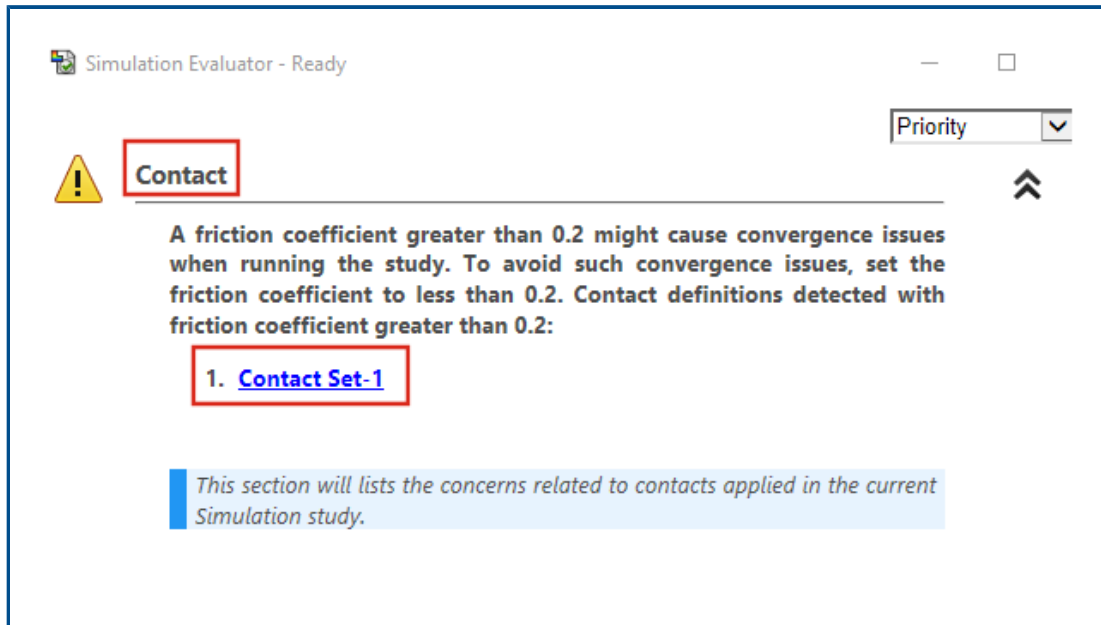 Simulation Evaluator - Ready
Priority
Contact
A friction coefficient greater than 0.2 might cause convergence issues
when running the study. To avoid such convergence issues, set the
friction coefficient to less than 0.2. Contact definitions detected with
friction coefficient greater than 0.2:
1. Contact Set-1
This section will lists the concerns related to contacts applied in the current
Simulation study.